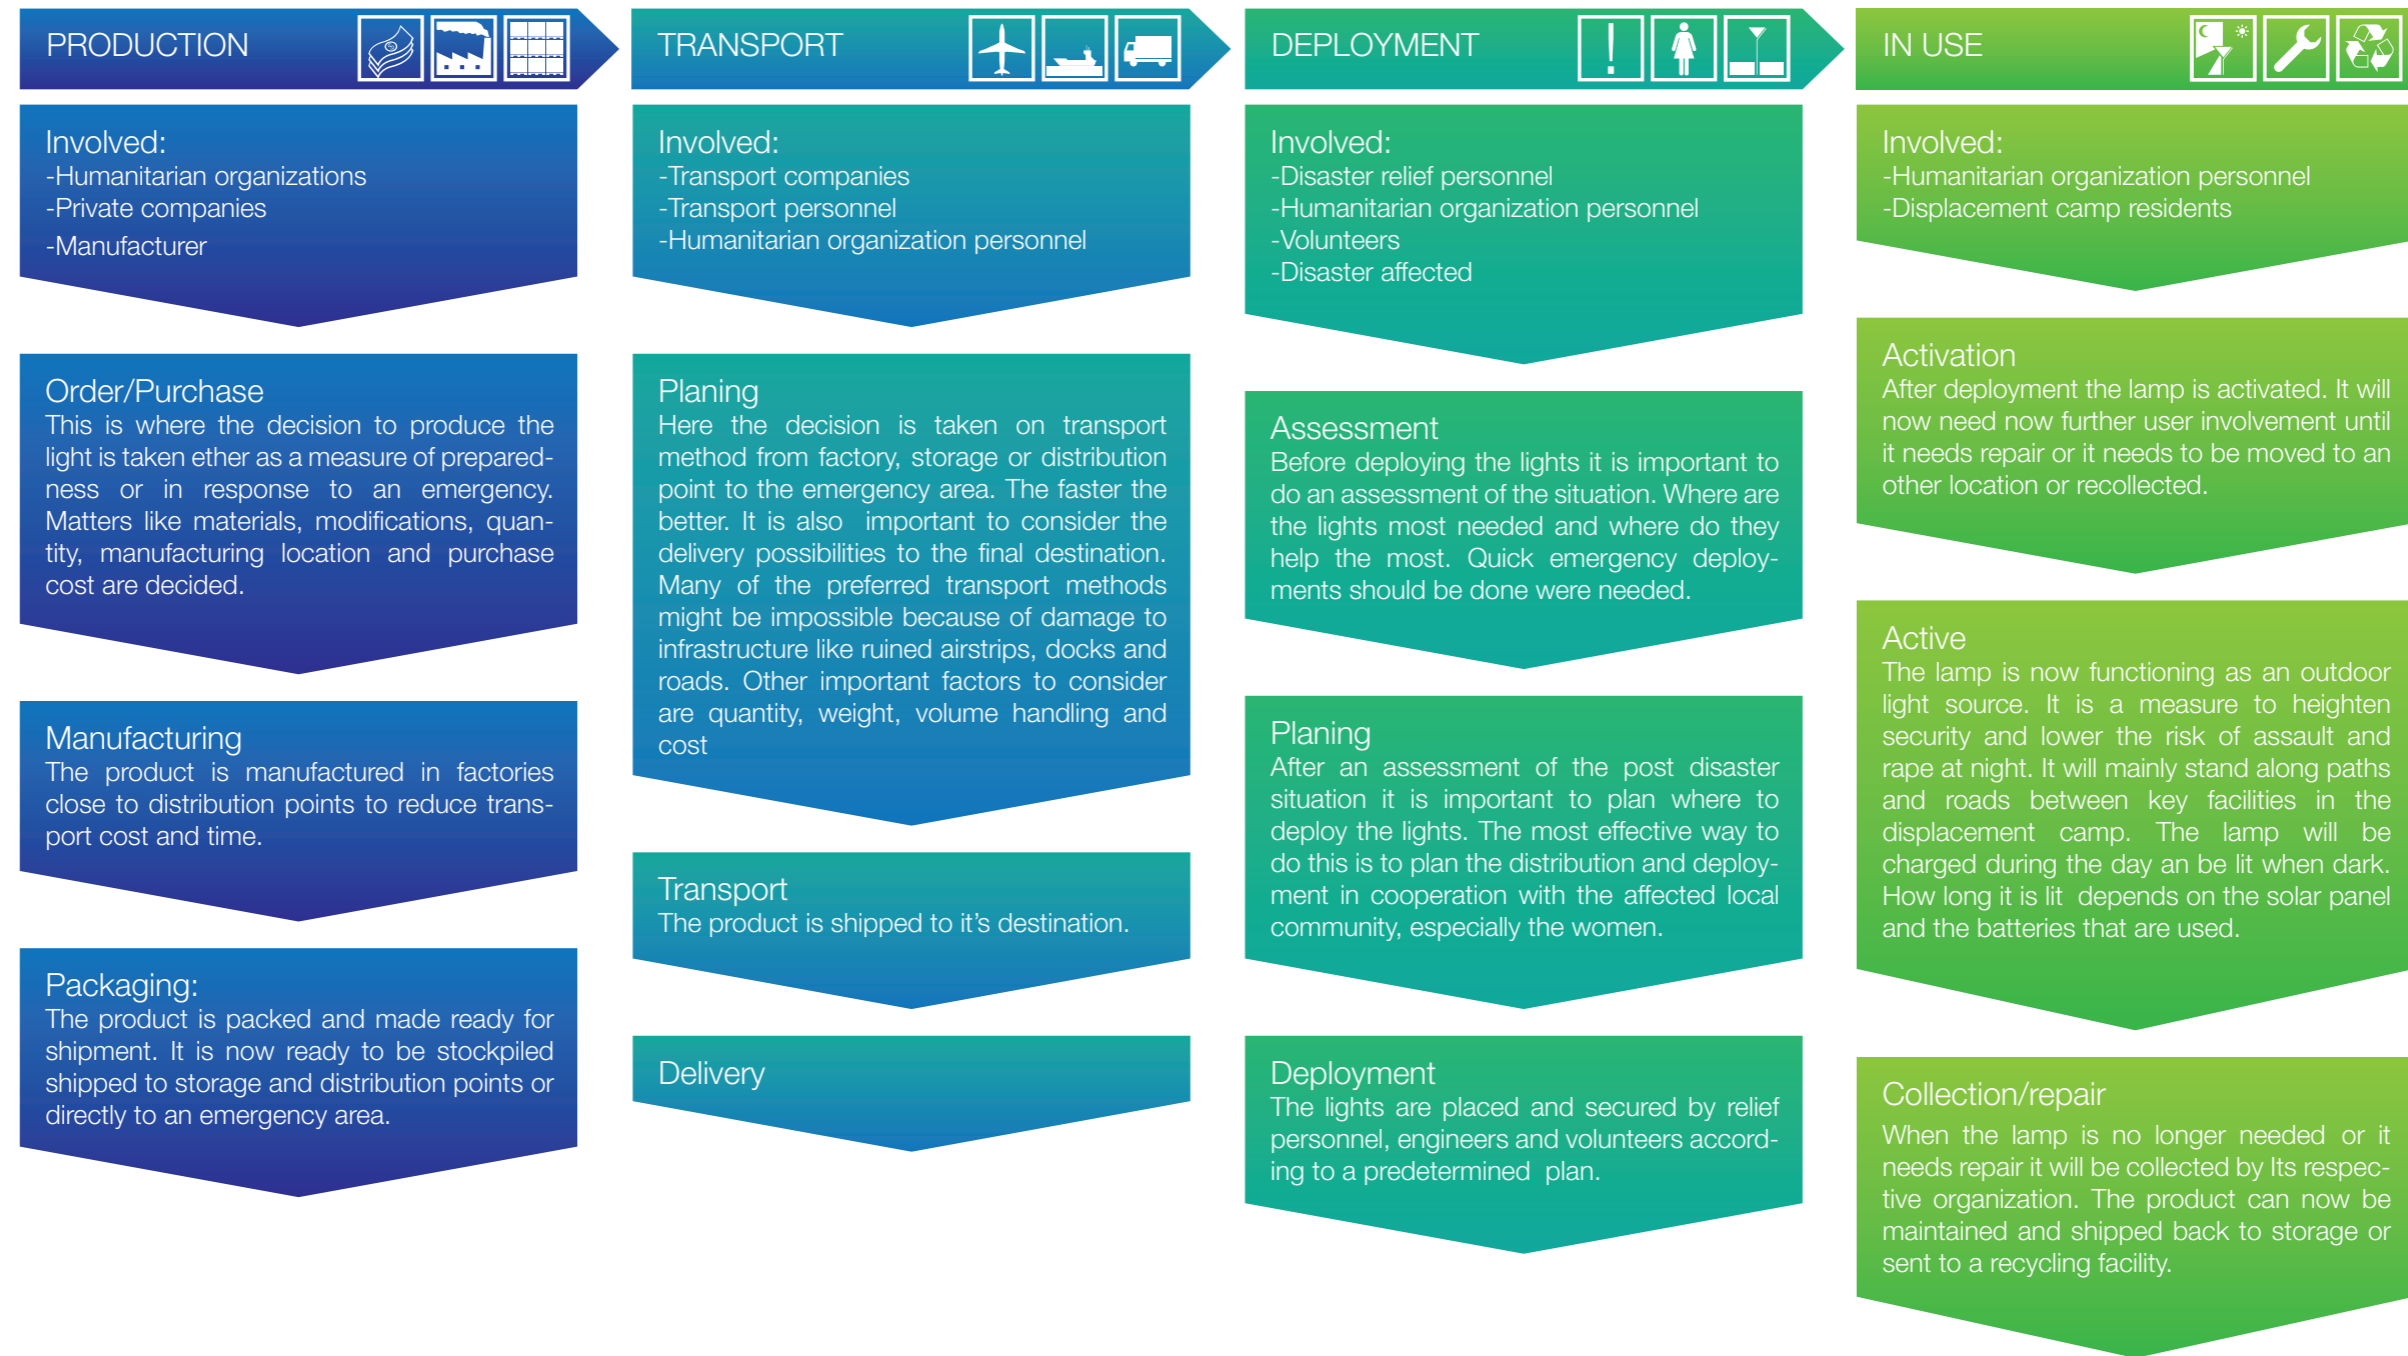 PRODUCTION
Involved:
-Humanitarian organizations
-Private companies
-Manufacturer
Order/Purchase
This is where the decision to produce the
light is taken ether as a measure of prepared-
ness or in response to an emergency.
Matters like materials, modifications, quan-
tity, manufacturing location and purchase
cost are decided.
Manufacturing
The product is manufactured in factories
close to distribution points to reduce trans-
port cost and time.
Packaging:
The product is packed and made ready for
shipment. It is now ready to be stockpiled
shipped to storage and distribution points or
directly to an emergency area.
TRANSPORT
Involved:
-Transport companies
-Transport personnel
-Humanitarian organization personnel
Planing
Here the decision is taken on transport
method from factory, storage or distribution
point to the emergency area. The faster the
better. It is also important to consider the
delivery possibilities to the final destination.
Many of the preferred transport methods
might be impossible because of damage to
infrastructure like ruined airstrips, docks and
roads. Other important factors to consider
are quantity, weight, volume handling and
cost
Transport
The product is shipped to it's destination.
Delivery
DEPLOYMENT
!
Involved:
-Disaster relief personnel
-Humanitarian organization personnel
-Volunteers
-Disaster affected
Assessment
Before deploying the lights it is important to
do an assessment of the situation. Where are
the lights most needed and where do they
help the most. Quick emergency deploy-
ments should be done were needed.
Planing
After an assessment of the post disaster
situation it is important to plan where to
deploy the lights. The most effective way to
do this is to plan the distribution and deploy-
ment in cooperation with the affected local
community, especially the women.
Deployment
The lights are placed and secured by relief
personnel, engineers and volunteers accord-
ing to a predetermined plan.
IN USE
Involved:
-Humanitarian organization personnel
-Displacement camp residents
Activation
After deployment the lamp is activated. It will
now need now further user involvement until
it needs repair or it needs to be moved to an
other location or recollected.
Active
The lamp is now functioning as an outdoor
light source. It is a measure to heighten
security and lower the risk of assault and
rape at night. It will mainly stand along paths
and roads between key facilities in the
displacement camp. The lamp will be
charged during the day an be lit when dark.
How long it is lit depends on the solar panel
and the batteries that are used.
Collection/repair
When the lamp is no longer needed or it
needs repair it will be collected by Its respec-
tive organization. The product can now be
maintained and shipped back to storage or
sent to a recycling facility.